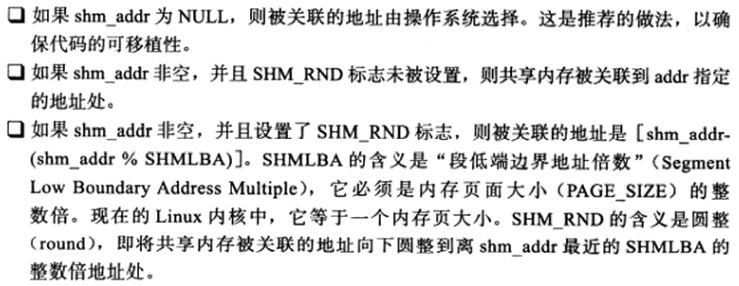 ❏ 如果 shm_addr 为 NULL，则被关联的地址由操作系统选择。这是推荐的做法，以确
保代码的可移植性。
❏ 如果 shm_addr 非空，并且 SHM_RND 标志未被设置，则共享内存被关联到 addr 指定
的地址处。
❏ 如果 shm_addr 非空，并且设置了 SHM_RND 标志，则被关联的地址是［shm_addr-
(shm_addr % SHMLBA)］。SHMLBA 的含义是“段低端边界地址倍数”（Segment
Low Boundary Address Multiple），它必须是内存页面大小（PAGE_SIZE）的整
数倍。现在的 Linux 内核中，它等于一个内存页大小。SHM_RND 的含义是圆整
（round），即将共享内存被关联的地址向下圆整到离 shm_addr 最近的 SHMLBA 的
整数倍地址处。